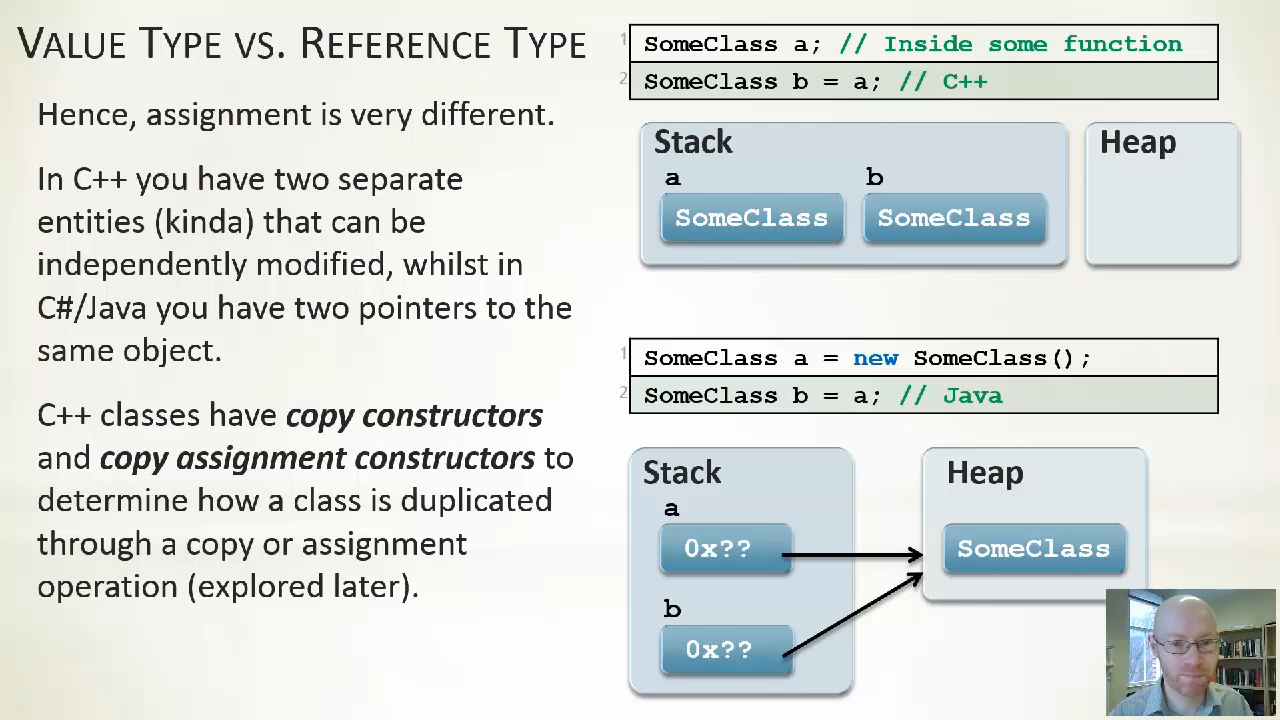 VALUE TYPE VS. REFERENCE TYPE
Hence, assignment is very different.
In C++ you have two separate
entities (kinda) that can be
independently modified, whilst in
C#/Java you have two pointers to the
same object.
C++ classes have copy constructors
and copy assignment constructors to
determine how a class is duplicated
through a copy or assignment
operation (explored later).
1 SomeClass a; // Inside some function
2 SomeClass b = a; // C++
Stack
Heap
a
b
SomeClass
SomeClass
1 SomeClass a = new SomeClass();
2 SomeClass b = a; // Java
Stack
Heap
a
0x??
SomeClass
b
0x??